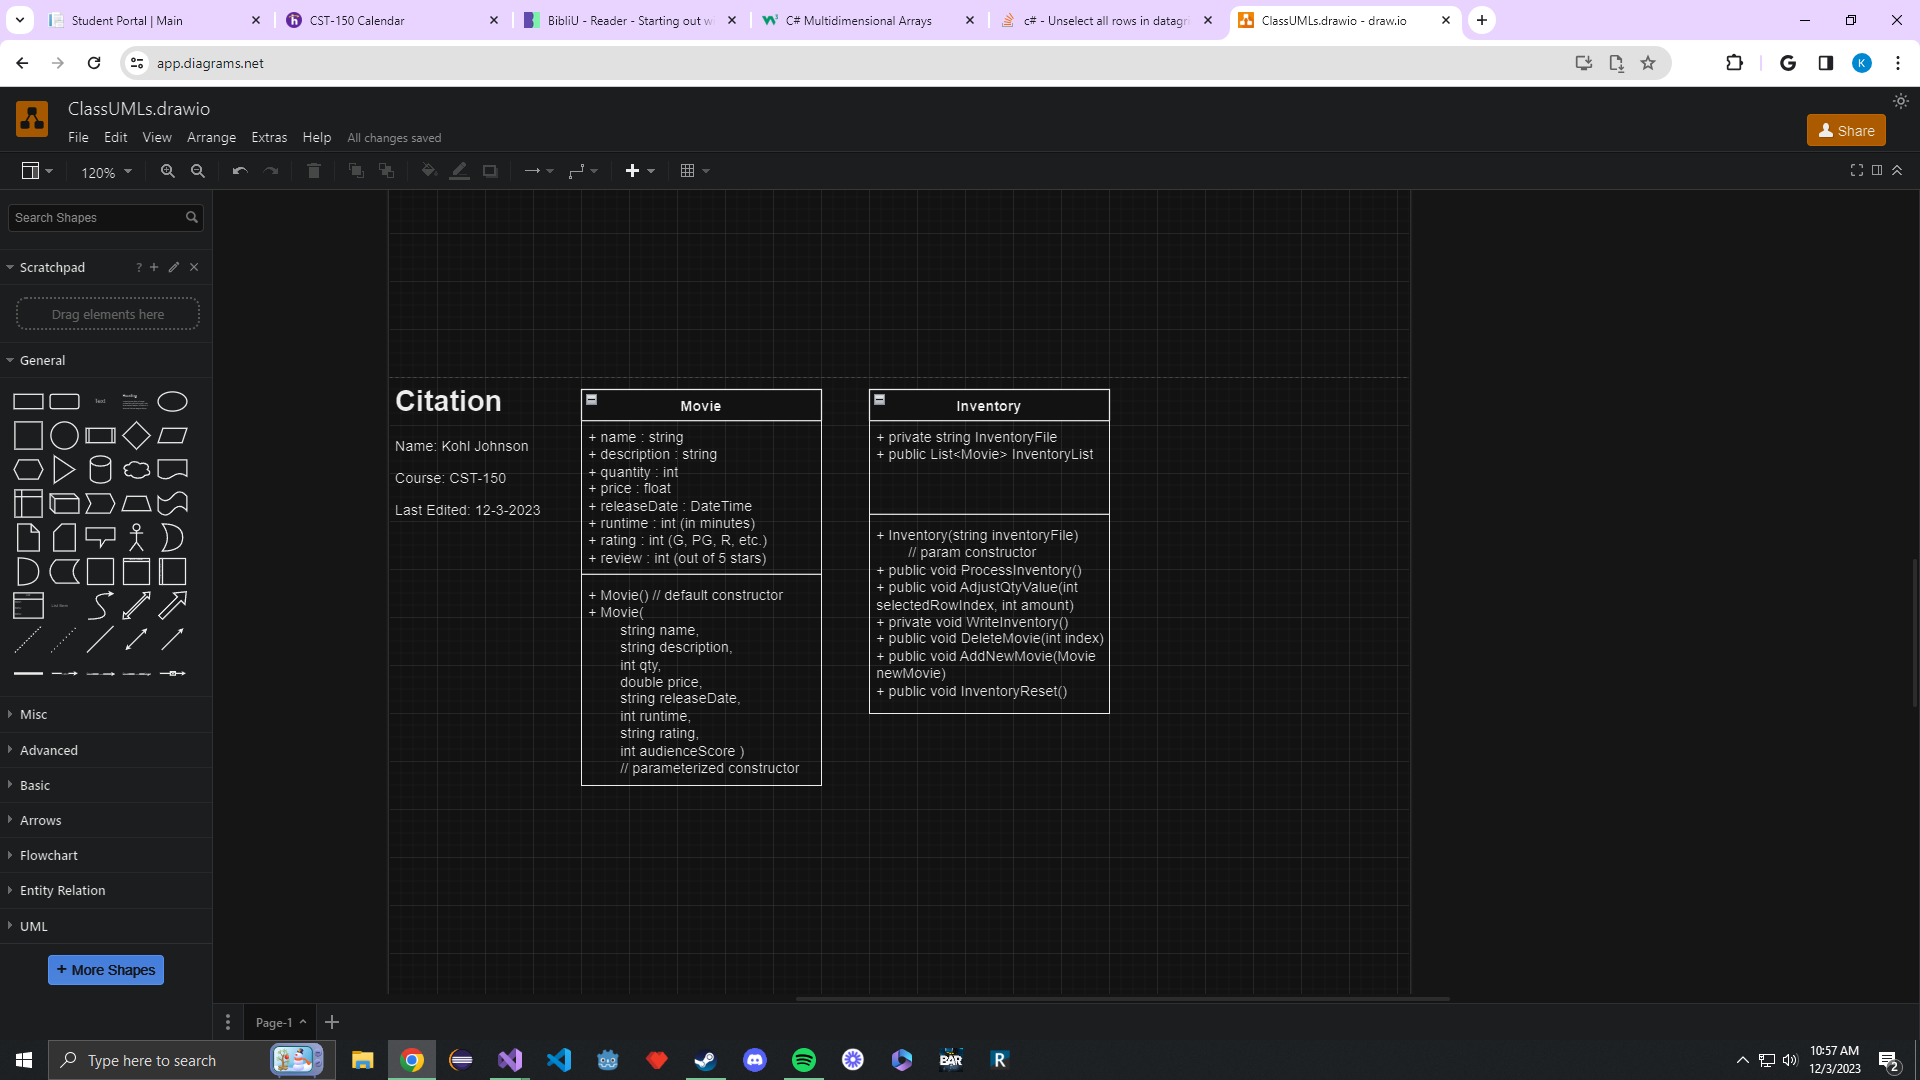 Student Portal | Main
CST-150 Calendar
BibliU - Reader - Starting out w
C# Multidimensional Arrays
c# - Unselect all rows in datagr
ClassUMLs.drawio - draw.io
app.diagrams.net
K
ClassUMLs.drawio
File Edit View Arrange Extras Help All changes saved
Share
120%
Search Shapes
Scratchpad
?
Drag elements here
General
Text
Heading
Misc
Advanced
Basic
Arrows
Flowchart
Entity Relation
UML
+ More Shapes
Citation
Name: Kohl Johnson
Course: CST-150
Last Edited: 12-3-2023
Movie
+ name : string
+ description : string
+ quantity : int
+ price : float
+ releaseDate : DateTime
+ runtime : int (in minutes)
+ rating : int (G, PG, R, etc.)
+ review : int (out of 5 stars)
+ Movie() // default constructor
+ Movie(
string name,
string description,
int qty,
double price,
string releaseDate,
int runtime,
string rating,
int audienceScore )
// parameterized constructor
Inventory
+ private string InventoryFile
+ public List<Movie> InventoryList
+ Inventory(string inventoryFile)
// param constructor
+ public void ProcessInventory()
+ public void AdjustQtyValue(int
selectedRowIndex, int amount)
+ private void WriteInventory()
+ public void DeleteMovie(int index)
+ public void AddNewMovie(Movie
newMovie)
+ public void InventoryReset()
Page-1
Type here to search
BAR
R
10:57 AM
12/3/2023
2